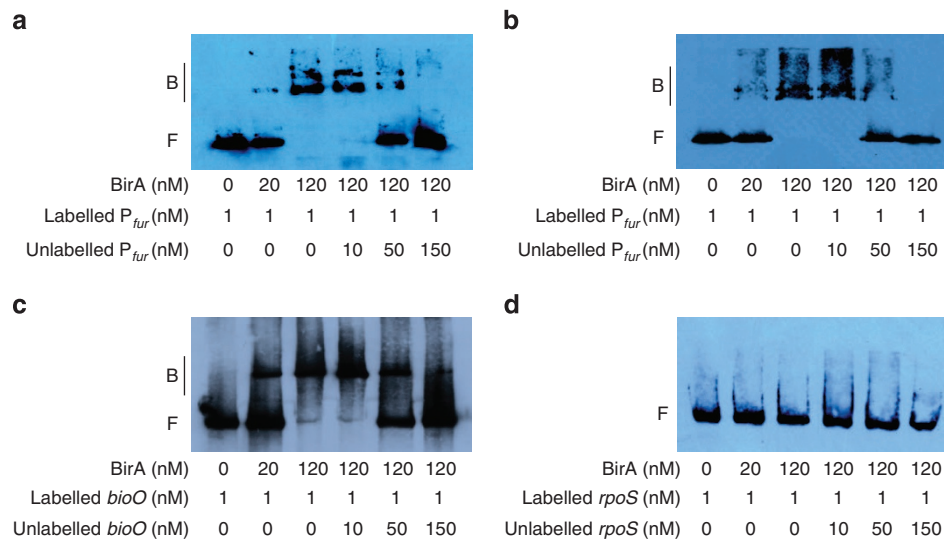 a
B
F
BirA (nM) 0 20 120 120 120 120
Labelled Pfur (nM) 1 1 1 1 1 1
Unlabelled Pfur (nM) 0 0 0 10 50 150
b
B
F
BirA (nM) 0 20 120 120 120 120
Labelled Pfur (nM) 1 1 1 1 1 1
Unlabelled Pfur (nM) 0 0 0 10 50 150
c
B
F
BirA (nM) 0 20 120 120 120 120
Labelled bioO (nM) 1 1 1 1 1 1
Unlabelled bioO (nM) 0 0 0 10 50 150
d
F
BirA (nM) 0 20 120 120 120 120
Labelled rpoS (nM) 1 1 1 1 1 1
Unlabelled rpoS (nM) 0 0 0 10 50 150